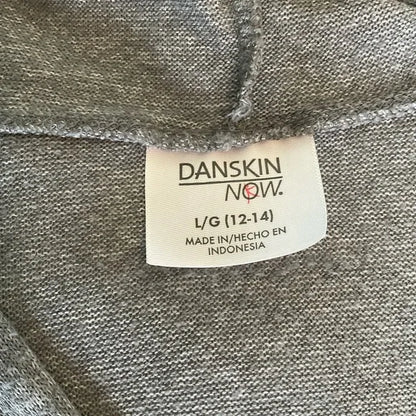 DANSKIN
NOW.
L/G (12-14)
MADE IN/HECHO EN
INDONESIA